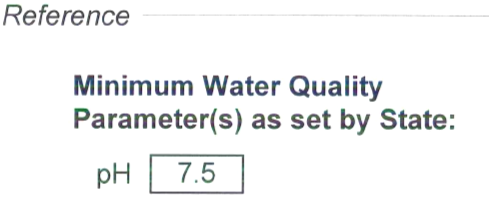 Reference
Minimum Water Quality
Parameter(s) as set by State:
pH 7.5